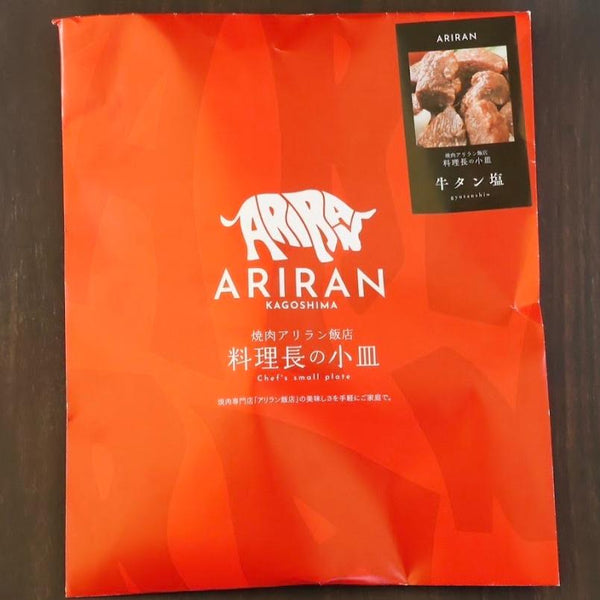 ARIRAN
焼肉アリラン飯店
料理長の小皿
牛タン塩
gyutanshio
ARIRAN
ARIRAN
KAGOSHIMA
焼肉アリラン飯店
料理長の小皿
Chef's small plate
焼肉専門店「アリラン飯店」の美味しさを手軽にご家庭で。